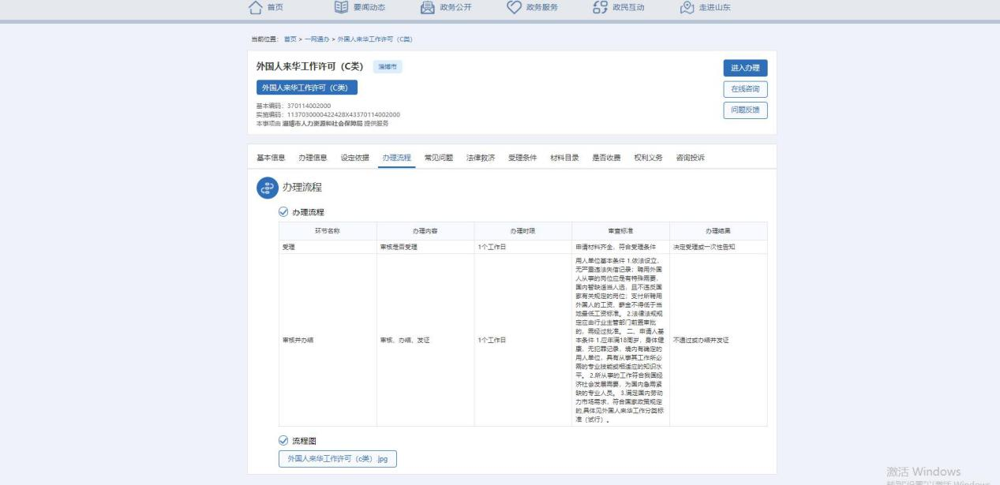 首页 要闻动态 政务公开 政务服务 政民互动 走进山东
当前位置： 首页 > 一网通办 > 外国人来华工作许可（C类）
外国人来华工作许可（C类） 淄博市
进入办理
外国人来华工作许可（C类）
在线咨询
基本编码：370114002000
问题反馈
实施编码：1137030000422428X43370114002000
本事项由 淄博市人力资源和社会保障局 提供服务
基本信息 办理信息 设定依据 办理流程 常见问题 法律救济 受理条件 材料目录 是否收费 权利义务 咨询投诉
办理流程
办理流程
环节名称 办理内容 办理时限 审查标准 办理结果
受理 审核是否受理 1个工作日 申请材料齐全，符合受理条件 决定受理或一次性告知
审核并办结 审核、办结、发证 1个工作日
用人单位基本条件 1.依法设立，
无严重违法失信记录；聘用外国
人从事的岗位应是有特殊需要，
国内暂缺适当人选，且不违反国
家有关规定的岗位；支付所聘用
外国人的工资、薪金不得低于当
地最低工资标准。 2.法律法规规
定应由行业主管部门前置审批
的，需经过批准。 二、申请人基
本条件 1.应年满18周岁，身体健
康，无犯罪记录，境内有确定的
用人单位，具有从事其工作所必
需的专业技能或相适应的知识水
平。 2.所从事的工作符合我国经
济社会发展需要，为国内急需紧
缺的专业人员。 3.满足国内劳动
力市场需求，符合国家政策规定
的,具体见外国人来华工作分类标
准（试行）。
不通过或办结并发证
流程图
外国人来华工作许可（c类）.jpg
激活 Windows
转到"设置"以激活 Windows